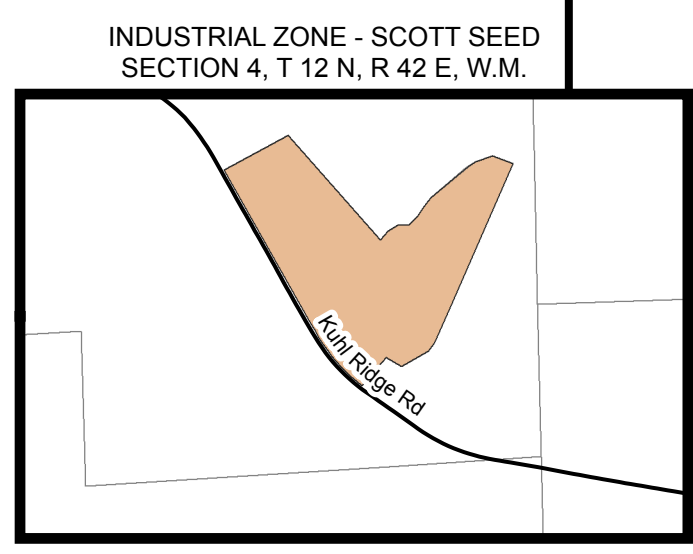 INDUSTRIAL ZONE - SCOTT SEED
SECTION 4, T 12 N, R 42 E, W.M.
Kuhl Ridge Rd